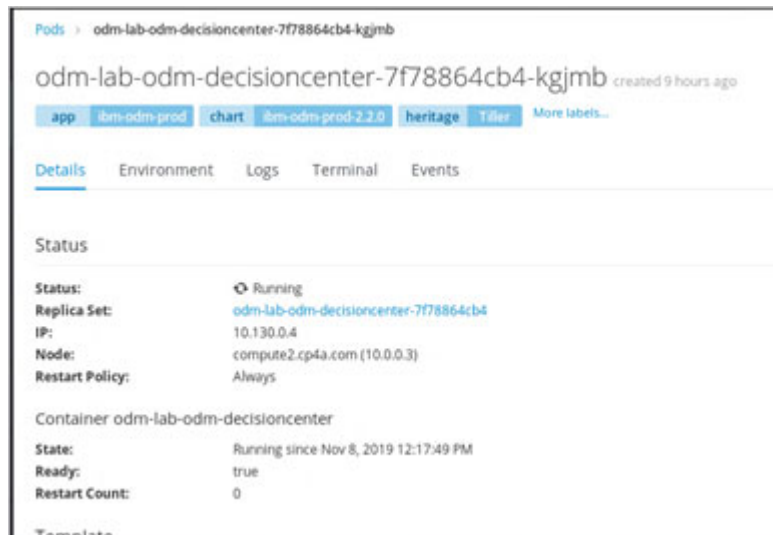 Pods > odm-lab-odm-decisioncenter-7f78864cb4-kgjmb
odm-lab-odm-decisioncenter-7f78864cb4-kgjmb created 9 hours ago
app ibm-odm-prod chart ibm-odm-prod-2.2.0 heritage Tiller More labels...
Details Environment Logs Terminal Events
Status
Status: Running
Replica Set: odm-lab-odm-decisioncenter-7f78864cb4
IP: 10.130.0.4
Node: compute2.cp4a.com (10.0.0.3)
Restart Policy: Always
Container odm-lab-odm-decisioncenter
State: Running since Nov 8, 2019 12:17:49 PM
Ready: true
Restart Count: 0
Template